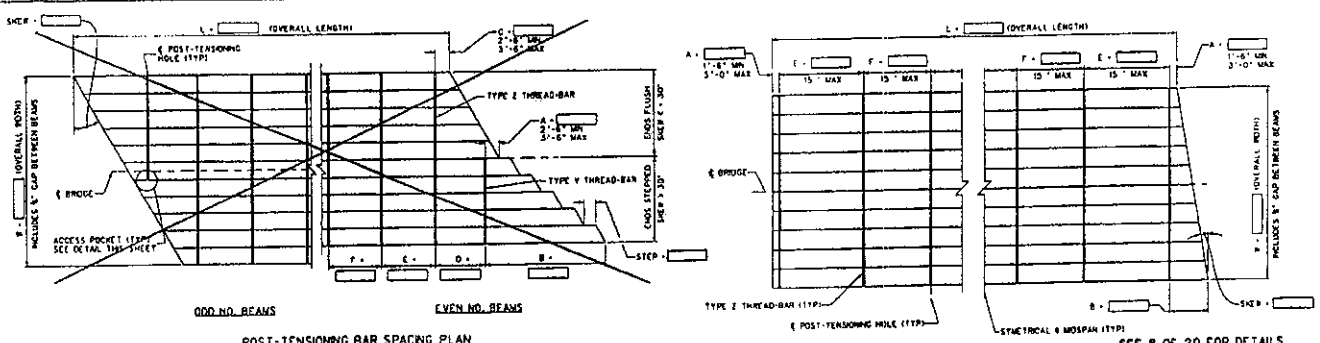 SKEW =
L = (OVERALL LENGTH)
℄ POST-TENSIONING
HOLE (TYP)
C =
2'-6" MIN
3'-6" MAX
TYPE Z THREAD-BAR
A =
2'-6" MIN
3'-6" MAX
W = (OVERALL WIDTH)
INCLUDES ½" GAP BETWEEN BEAMS
℄ BRIDGE
TYPE Y THREAD-BAR
ENDS FLUSH
SKEW < 30°
ENDS STEPPED
SKEW > 30°
ACCESS POCKET (TYP)
SEE DETAIL THIS SHEET
F =
E =
D =
B =
STEP =
ODD NO. BEAMS
EVEN NO. BEAMS
POST-TENSIONING BAR SPACING PLAN
L = (OVERALL LENGTH)
A =
1'-6" MIN
3'-0" MAX
E =
15' MAX
F =
15' MAX
F =
15' MAX
E =
15' MAX
A =
1'-6" MIN
3'-0" MAX
℄ BRIDGE
W = (OVERALL WIDTH)
INCLUDES ½" GAP BETWEEN BEAMS
TYPE Z THREAD-BAR (TYP)
B =
SKEW =
℄ POST-TENSIONING HOLE (TYP)
SYMETRICAL @ MIDSPAN (TYP)
SEE 8 OF 20 FOR DETAILS